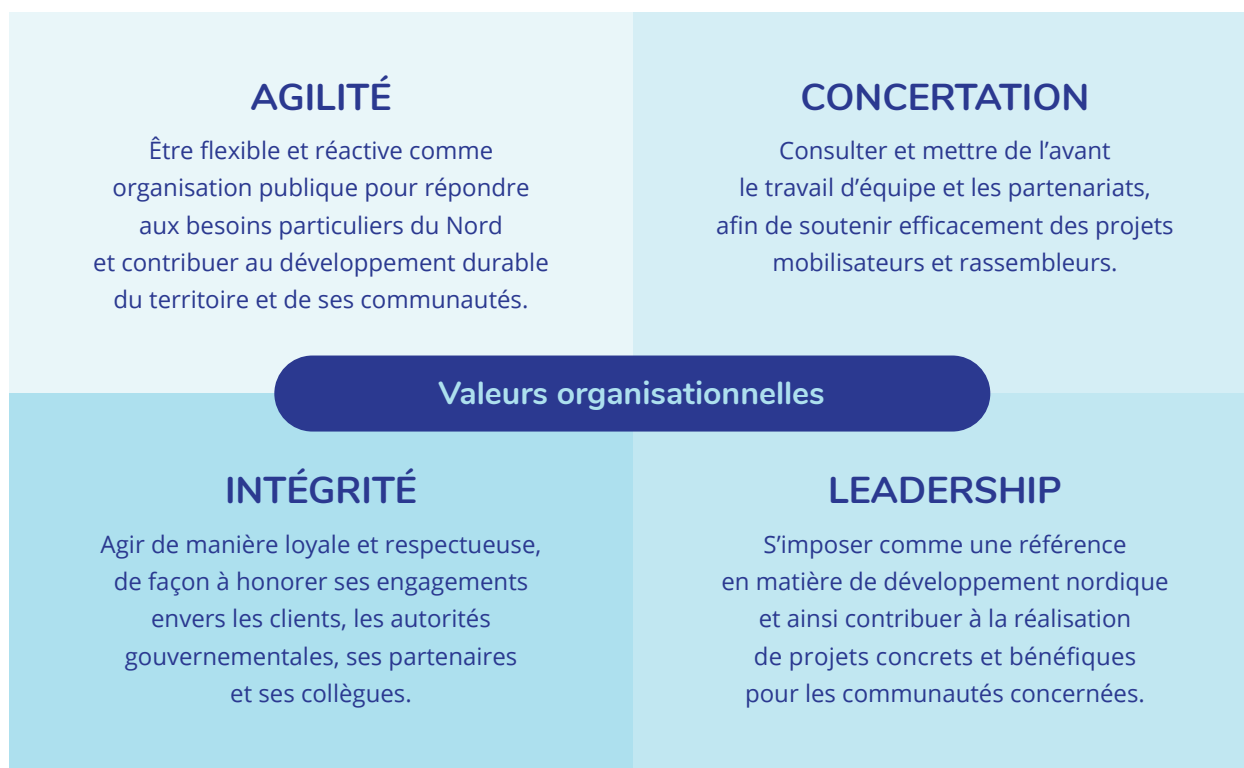 AGILITÉ
Être flexible et réactive comme
organisation publique pour répondre
aux besoins particuliers du Nord
et contribuer au développement durable
du territoire et de ses communautés.
CONCERTATION
Consulter et mettre de l’avant
le travail d’équipe et les partenariats,
afin de soutenir efficacement des projets
mobilisateurs et rassembleurs.
Valeurs organisationnelles
INTÉGRITÉ
Agir de manière loyale et respectueuse,
de façon à honorer ses engagements
envers les clients, les autorités
gouvernementales, ses partenaires
et ses collègues.
LEADERSHIP
S’imposer comme une référence
en matière de développement nordique
et ainsi contribuer à la réalisation
de projets concrets et bénéfiques
pour les communautés concernées.